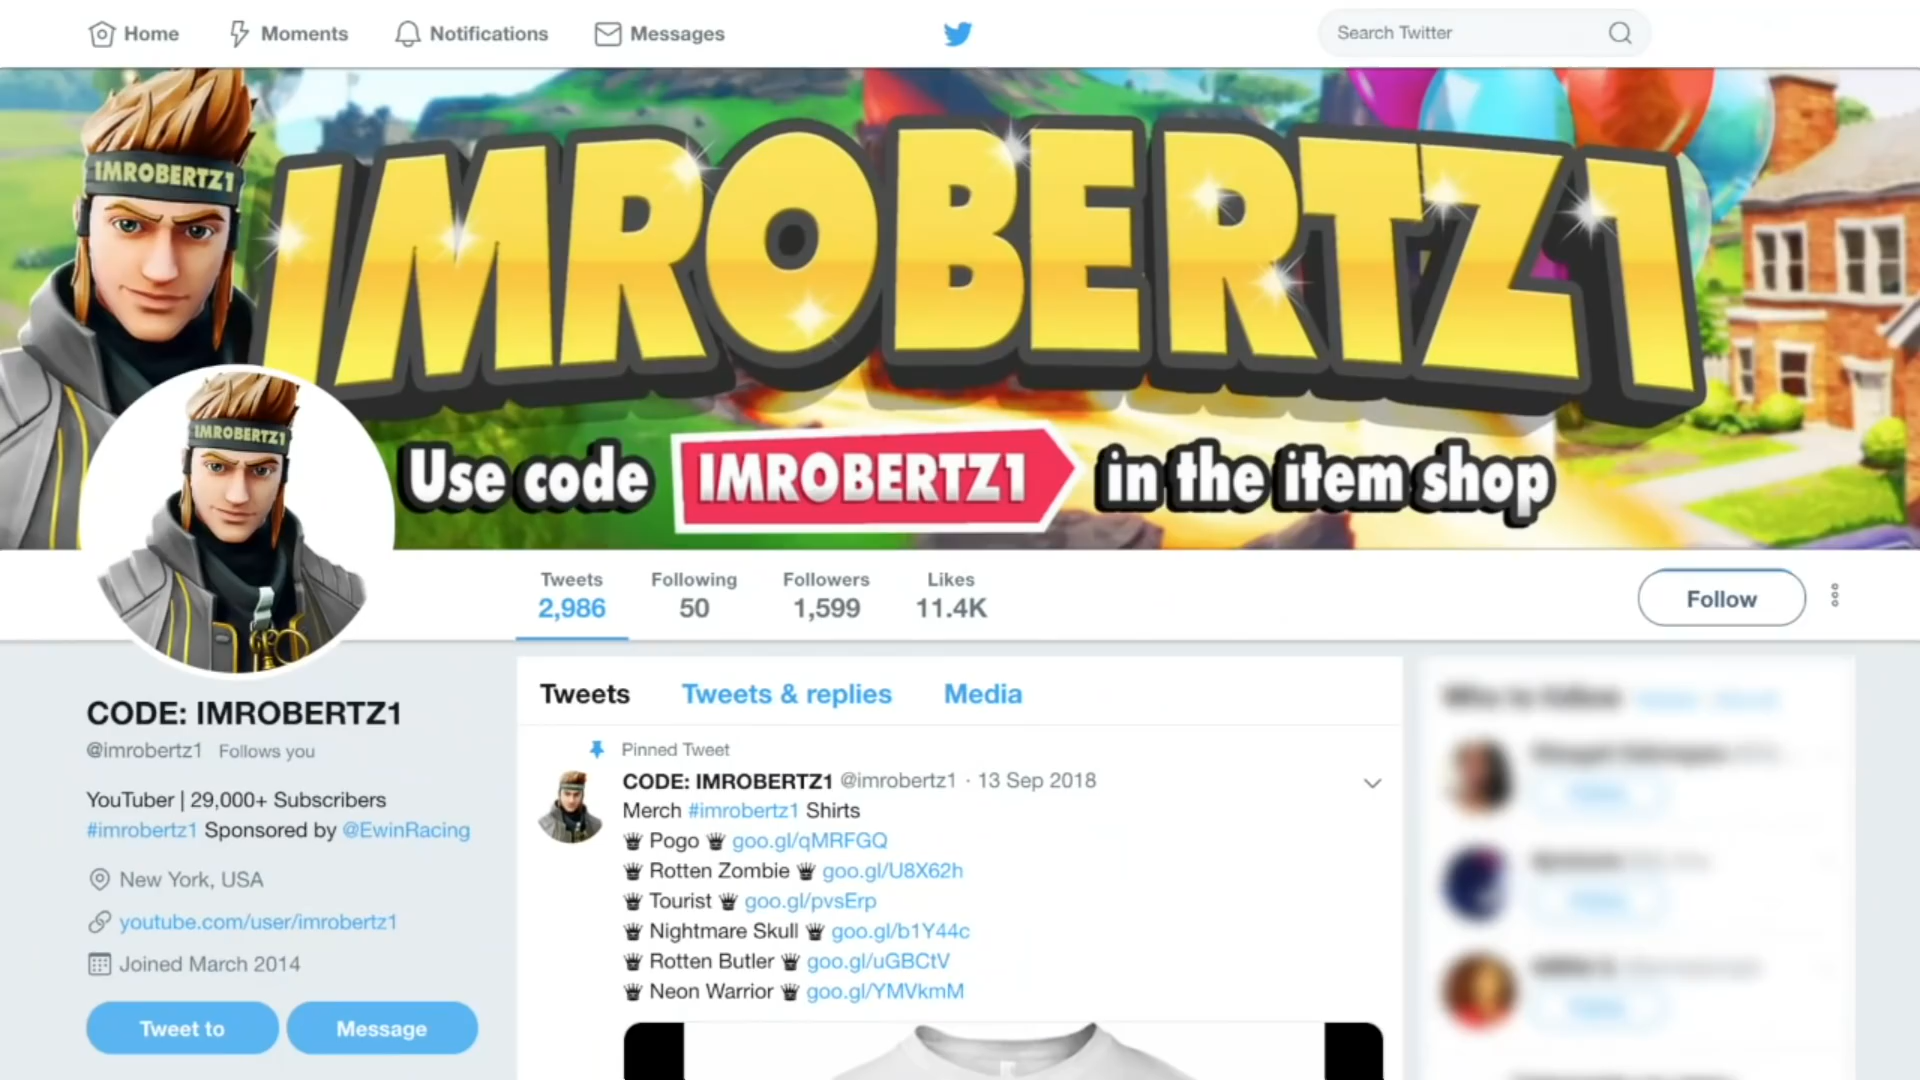 Home Moments Notifications Messages Search Twitter
IMROBERTZ1
IMROBERTZ1
Use code IMROBERTZ1 in the item shop
IMROBERTZ1
Tweets Following Followers Likes
2,986 50 1,599 11.4K
Follow
CODE: IMROBERTZ1
@imrobertz1 Follows you
YouTuber | 29,000+ Subscribers
#imrobertz1 Sponsored by @EwinRacing
New York, USA
youtube.com/user/imrobertz1
Joined March 2014
Tweet to Message
Tweets Tweets & replies Media
Pinned Tweet
CODE: IMROBERTZ1 @imrobertz1 · 13 Sep 2018
Merch #imrobertz1 Shirts
♛ Pogo ♛ goo.gl/qMRFGQ
♛ Rotten Zombie ♛ goo.gl/U8X62h
♛ Tourist ♛ goo.gl/pvsErp
♛ Nightmare Skull ♛ goo.gl/b1Y44c
♛ Rotten Butler ♛ goo.gl/uGBCtV
♛ Neon Warrior ♛ goo.gl/YMVkmM